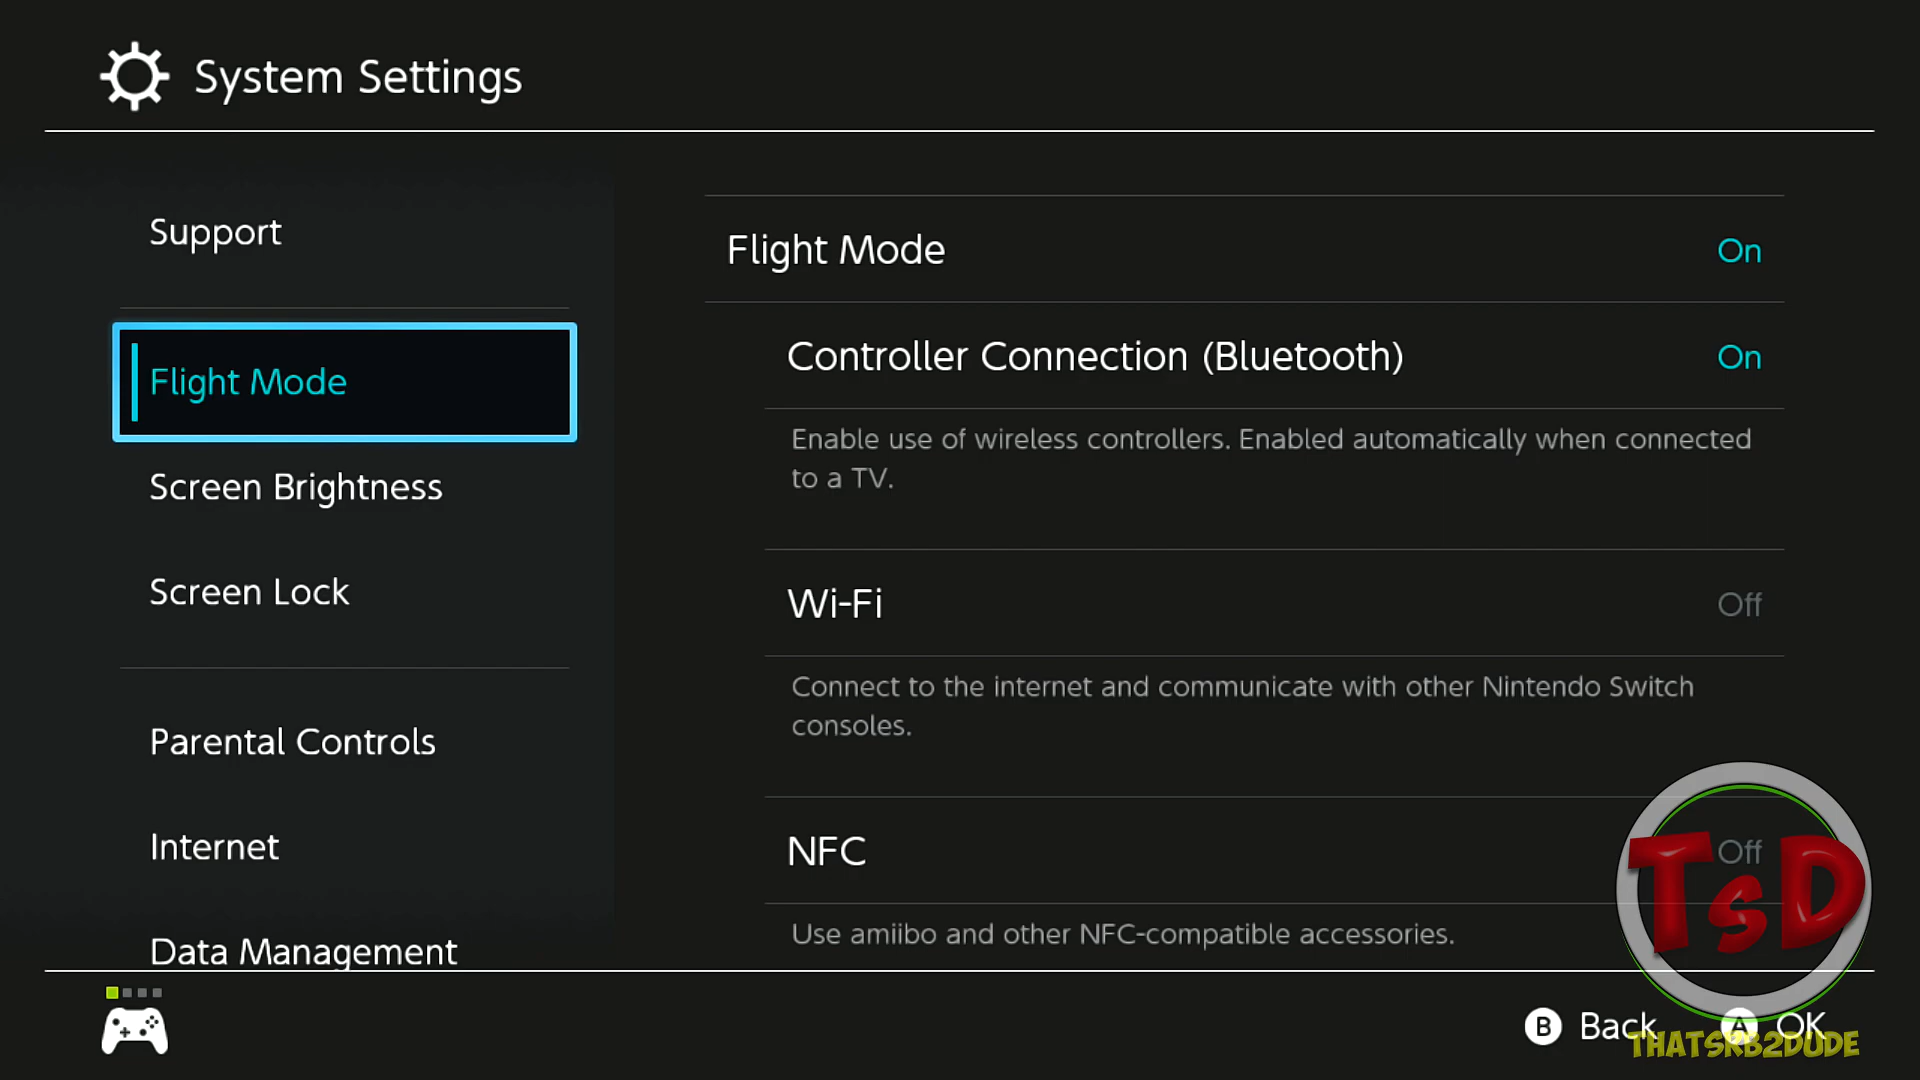 System Settings
Support
Flight Mode
Screen Brightness
Screen Lock
Parental Controls
Internet
Data Management
Flight Mode On
Controller Connection (Bluetooth) On
Enable use of wireless controllers. Enabled automatically when connected
to a TV.
Wi-Fi Off
Connect to the internet and communicate with other Nintendo Switch
consoles.
NFC Off
Use amiibo and other NFC-compatible accessories.
TsD
B Back A OK
THATSRB2DUDE